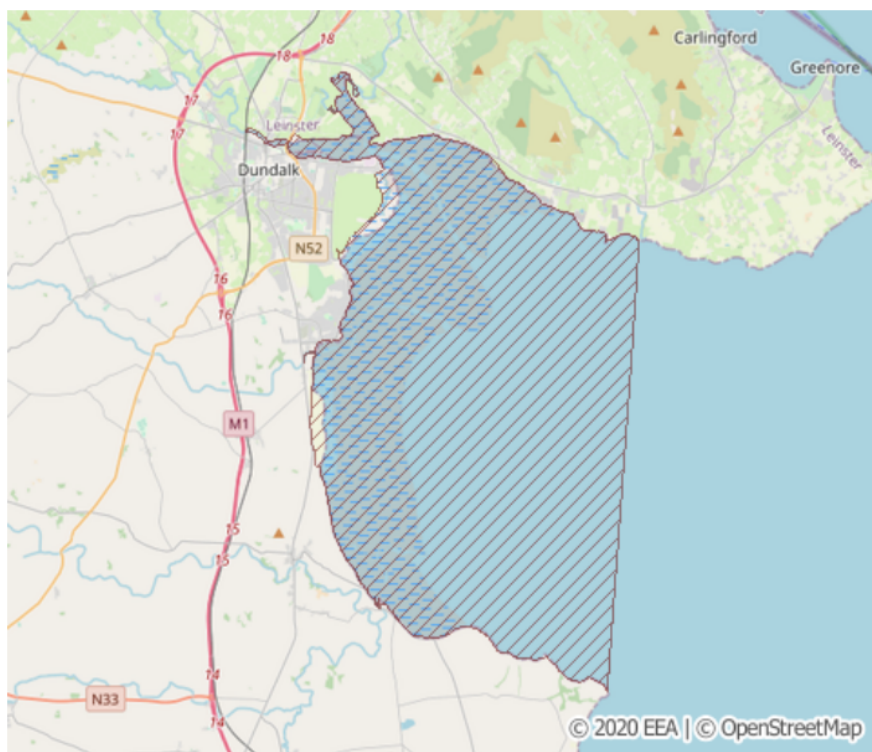 18
18
Carlingford
Greenore
17
17
Leinster
Leinster
Dundalk
N52
16
16
M1
15
15
14
N33
14
© 2020 EEA | © OpenStreetMap